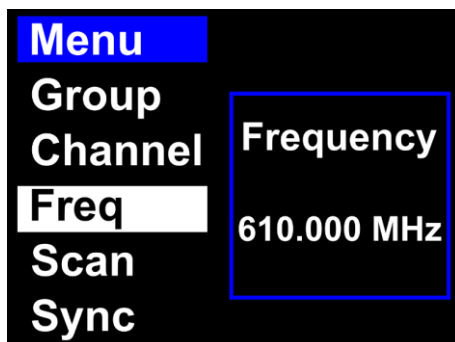 Menu
Group
Channel
Freq
Scan
Sync
Frequency
610.000 MHz